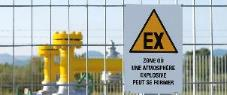 EX
ZONE OÙ
UNE ATMOSPHÈRE
EXPLOSIVE
PEUT SE FORMER